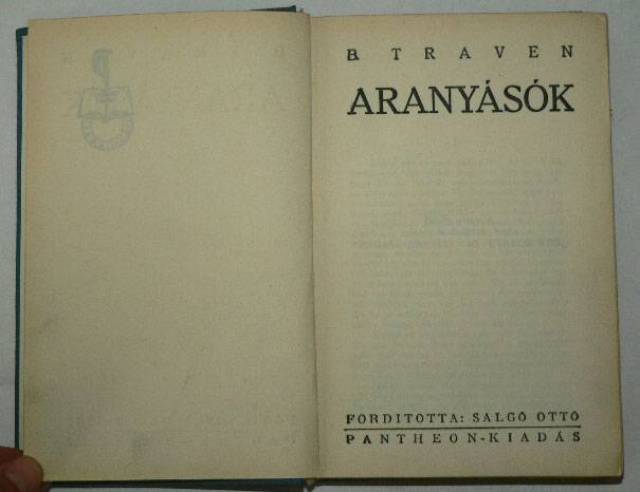 B. TRAVEN
ARANYÁSÓK
FORDITOTTA: SALGÓ OTTÓ
PANTHEON-KIADÁS